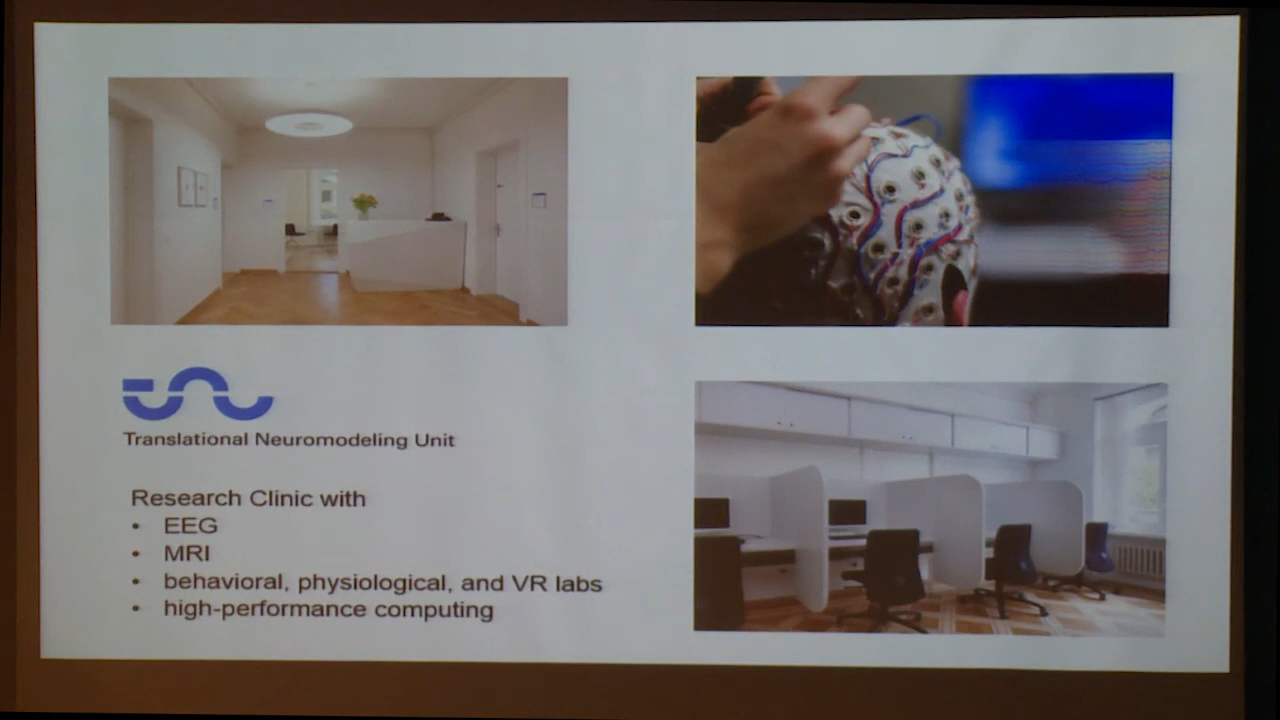 Translational Neuromodeling Unit
Research Clinic with
• EEG
• MRI
• behavioral, physiological, and VR labs
• high-performance computing